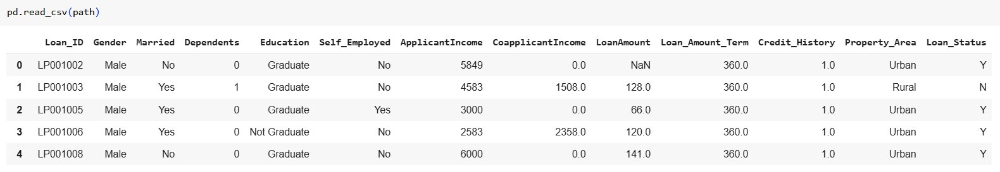 pd.read_csv(path)
Loan_ID Gender Married Dependents Education Self_Employed ApplicantIncome CoapplicantIncome LoanAmount Loan_Amount_Term Credit_History Property_Area Loan_Status
0 LP001002 Male No 0 Graduate No 5849 0.0 NaN 360.0 1.0 Urban Y
1 LP001003 Male Yes 1 Graduate No 4583 1508.0 128.0 360.0 1.0 Rural N
2 LP001005 Male Yes 0 Graduate Yes 3000 0.0 66.0 360.0 1.0 Urban Y
3 LP001006 Male Yes 0 Not Graduate No 2583 2358.0 120.0 360.0 1.0 Urban Y
4 LP001008 Male No 0 Graduate No 6000 0.0 141.0 360.0 1.0 Urban Y